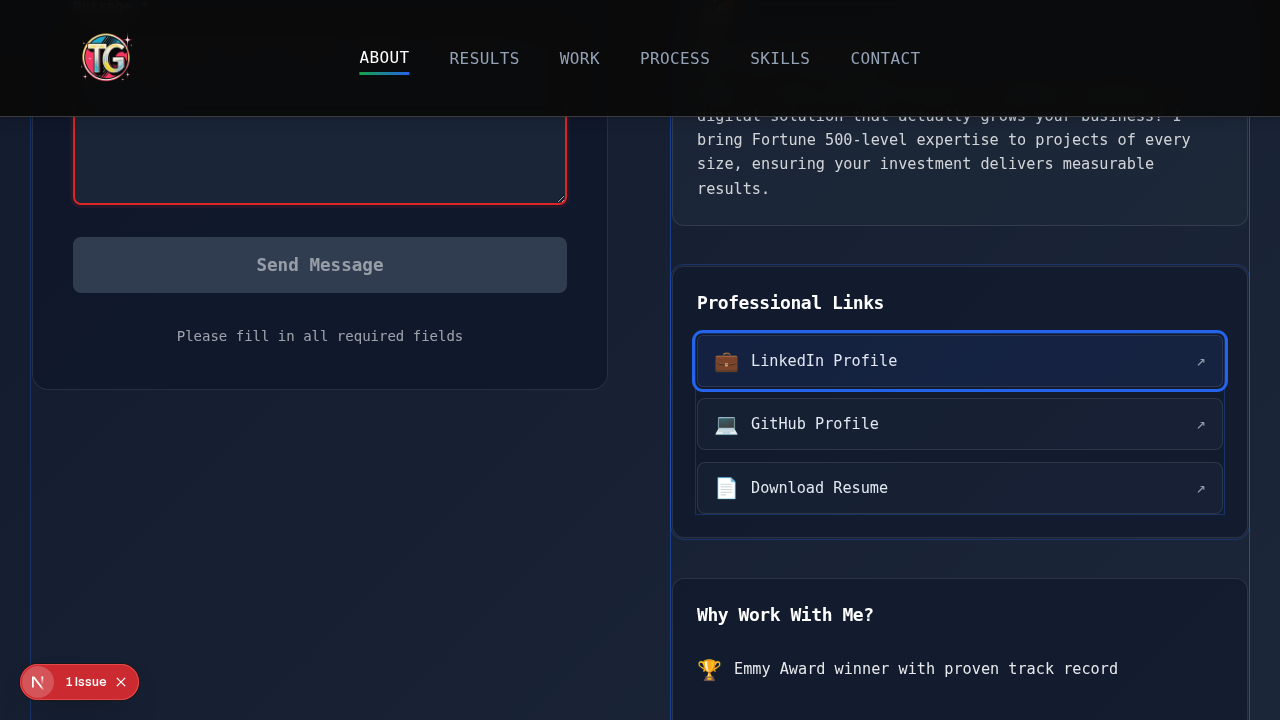 TG
ABOUT
RESULTS
WORK
PROCESS
SKILLS
CONTACT
digital solution that actually grows your business? I
bring Fortune 500-level expertise to projects of every
size, ensuring your investment delivers measurable
results.
Send Message
Please fill in all required fields
Professional Links
LinkedIn Profile ↗
GitHub Profile ↗
Download Resume ↗
Why Work With Me?
Emmy Award winner with proven track record
N 1 Issue